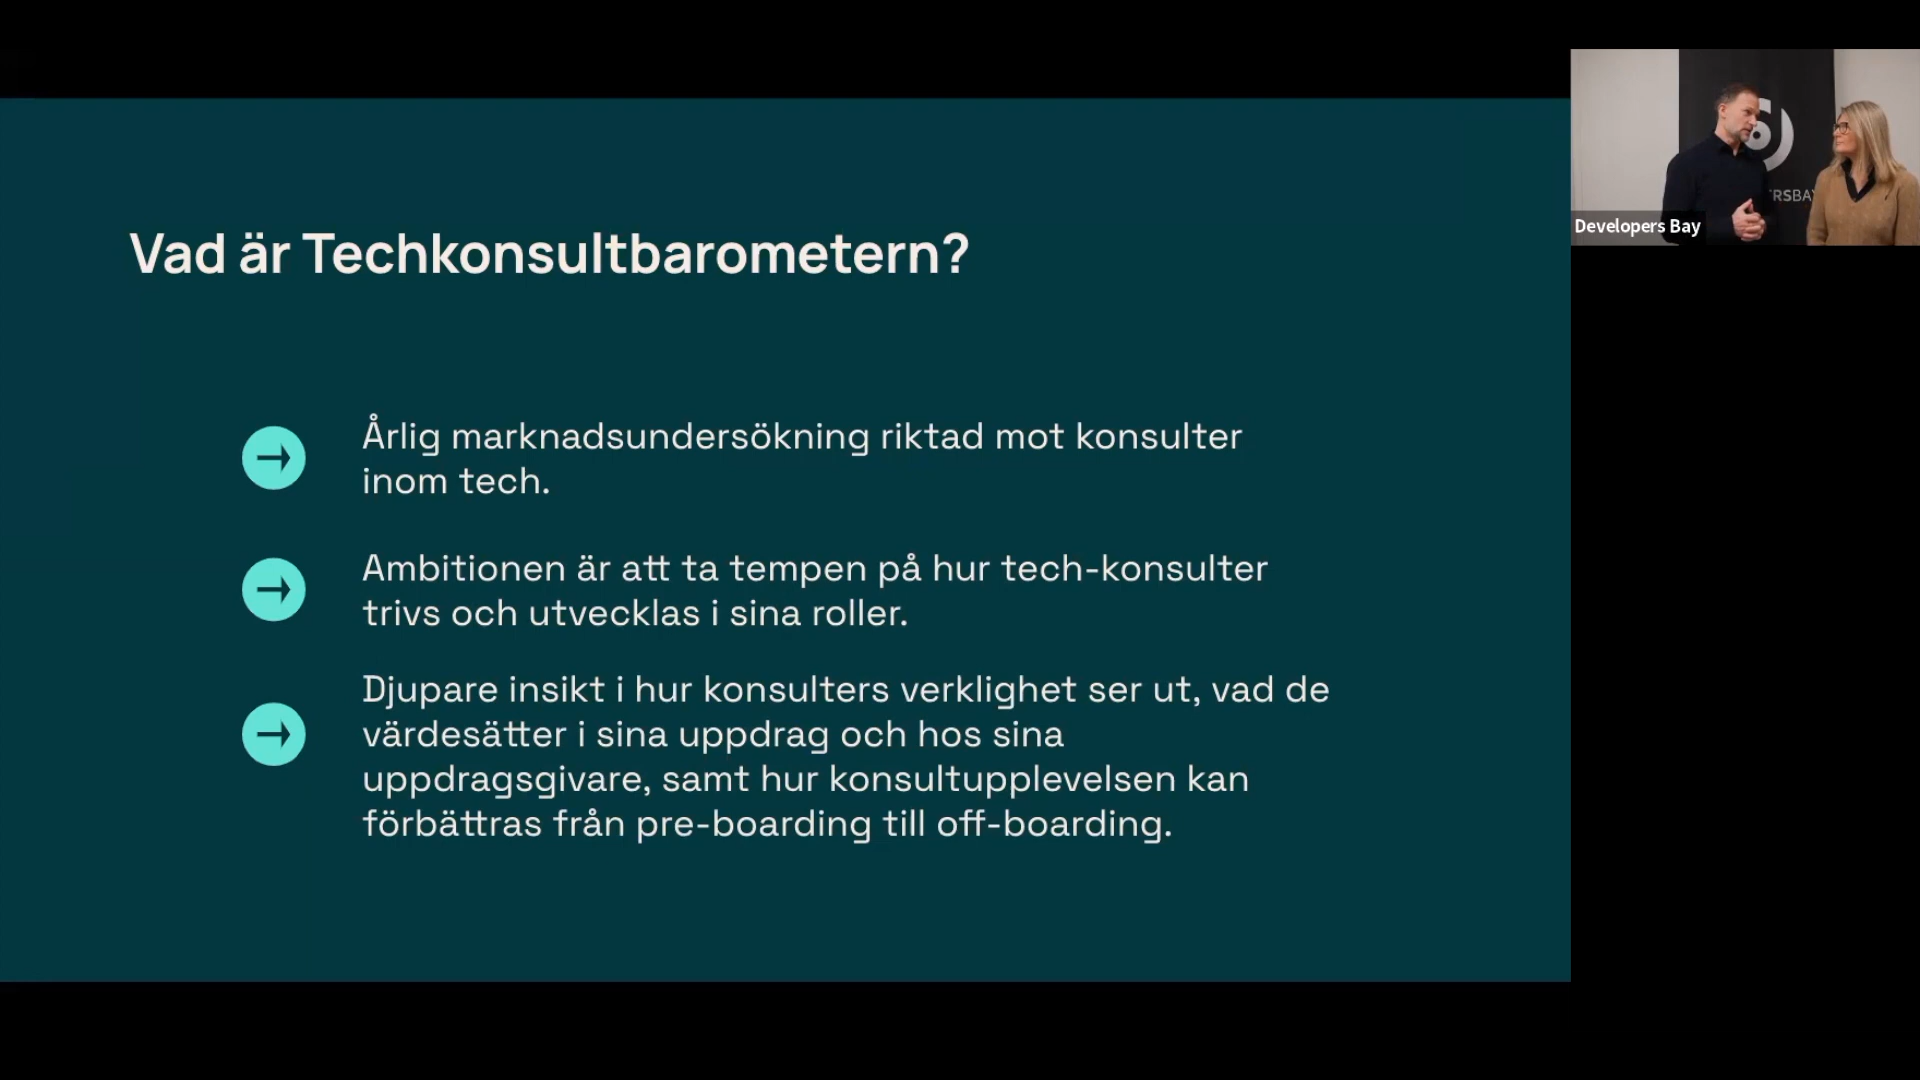 Vad är Techkonsultbarometern?
Årlig marknadsundersökning riktad mot konsulter
inom tech.
Ambitionen är att ta tempen på hur tech-konsulter
trivs och utvecklas i sina roller.
Djupare insikt i hur konsulters verklighet ser ut, vad de
värdesätter i sina uppdrag och hos sina
uppdragsgivare, samt hur konsultupplevelsen kan
förbättras från pre-boarding till off-boarding.
RSBAY
Developers Bay